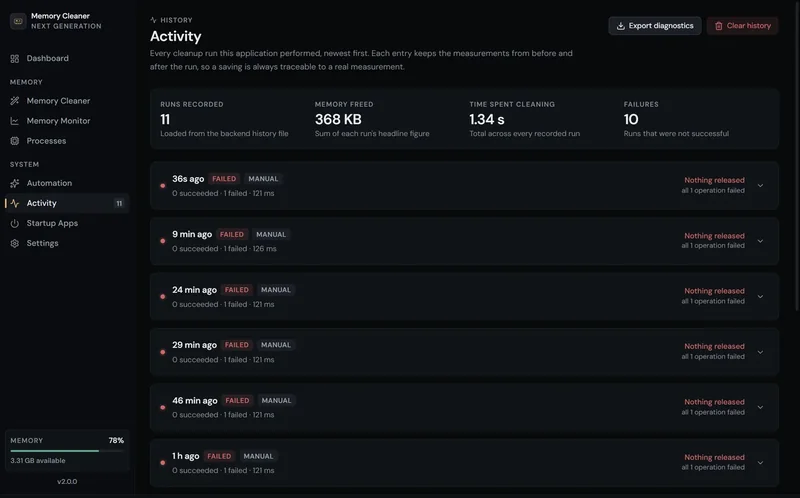 Memory Cleaner
NEXT GENERATION
Dashboard
MEMORY
Memory Cleaner
Memory Monitor
Processes
SYSTEM
Automation
Activity 11
Startup Apps
Settings
MEMORY 78%
3.31 GB available
v2.0.0
HISTORY
Activity
Every cleanup run this application performed, newest first. Each entry keeps the measurements from before and
after the run, so a saving is always traceable to a real measurement.
Export diagnostics
Clear history
RUNS RECORDED
11
Loaded from the backend history file
MEMORY FREED
368 KB
Sum of each run's headline figure
TIME SPENT CLEANING
1.34 s
Total across every recorded run
FAILURES
10
Runs that were not successful
36s ago FAILED MANUAL
0 succeeded · 1 failed · 121 ms
Nothing released
all 1 operation failed
9 min ago FAILED MANUAL
0 succeeded · 1 failed · 126 ms
Nothing released
all 1 operation failed
24 min ago FAILED MANUAL
0 succeeded · 1 failed · 121 ms
Nothing released
all 1 operation failed
29 min ago FAILED MANUAL
0 succeeded · 1 failed · 121 ms
Nothing released
all 1 operation failed
46 min ago FAILED MANUAL
0 succeeded · 1 failed · 121 ms
Nothing released
all 1 operation failed
1 h ago FAILED MANUAL
0 succeeded · 1 failed · 121 ms
Nothing released
all 1 operation failed